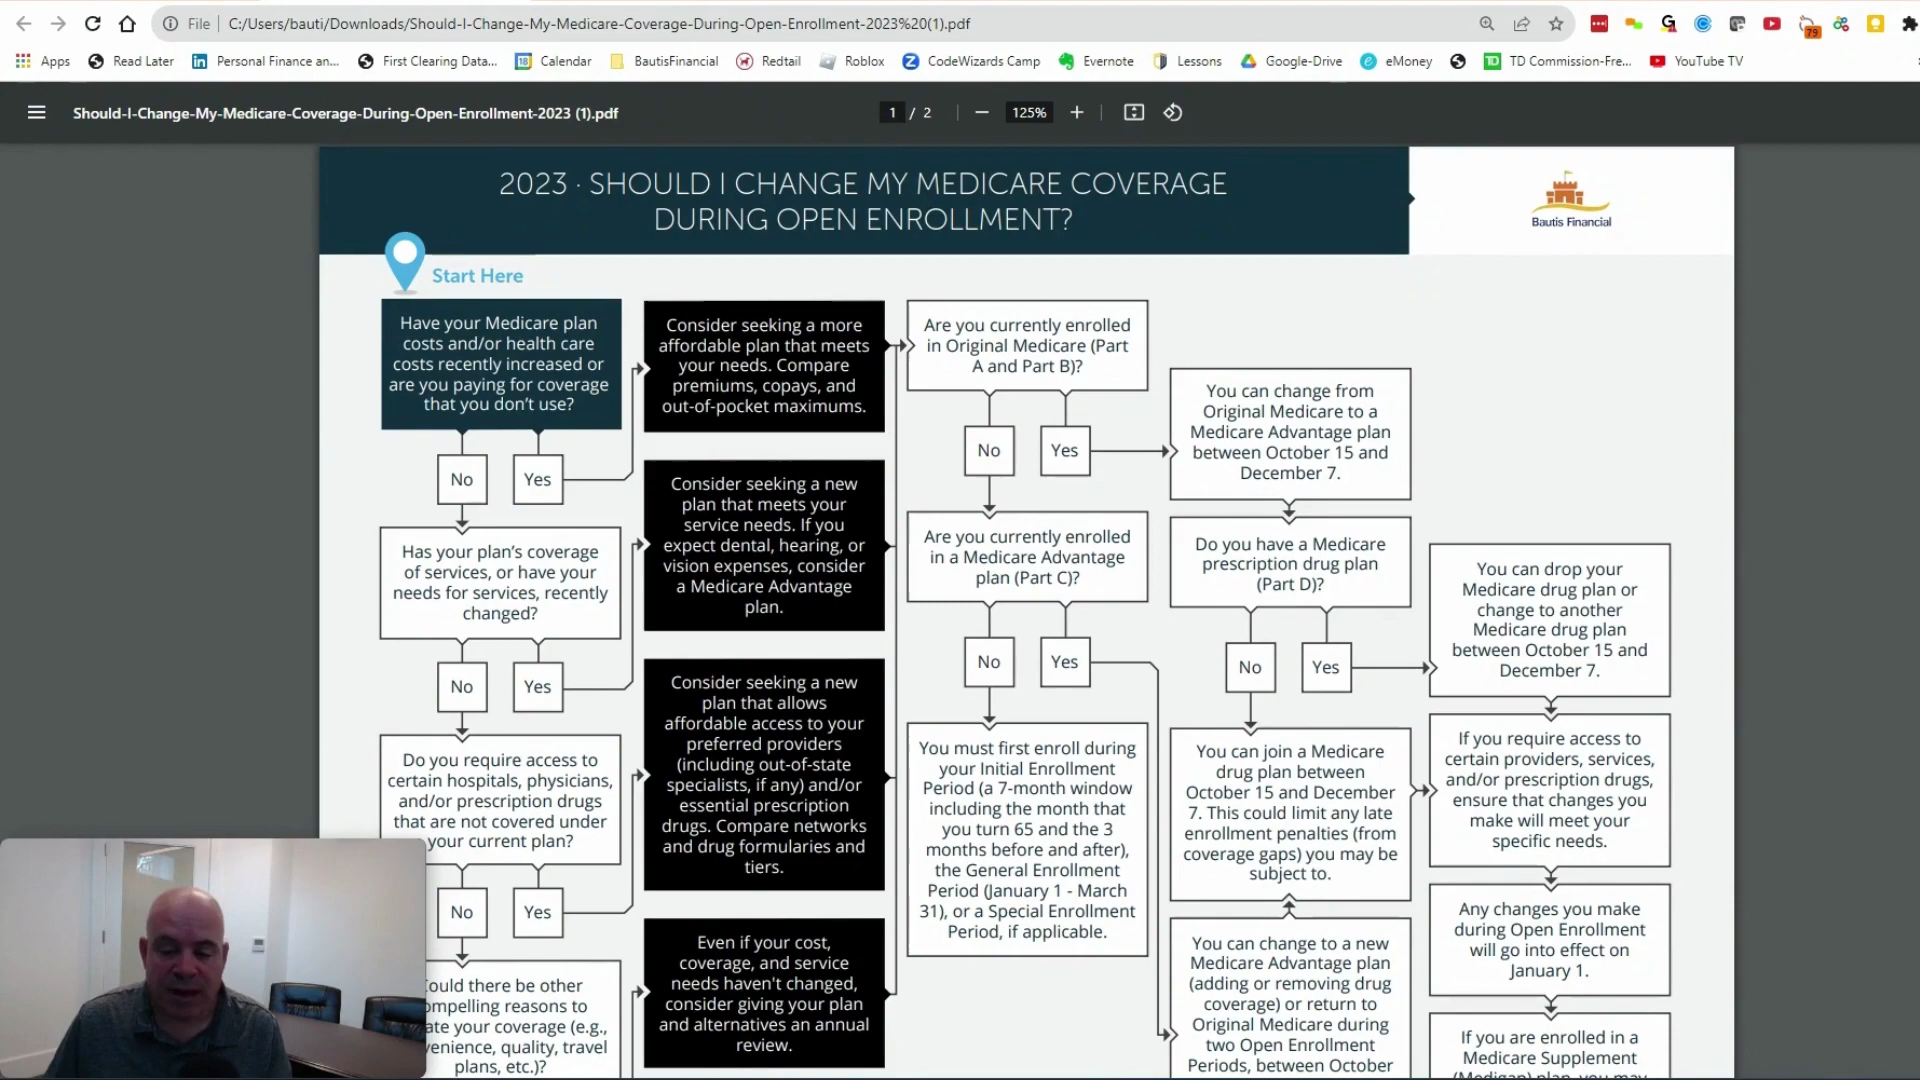 File
C:/Users/bauti/Downloads/Should-I-Change-My-Medicare-Coverage-During-Open-Enrollment-2023%20(1).pdf
79
Apps
Read Later
Personal Finance an...
First Clearing Data...
18
Calendar
BautisFinancial
Redtail
Roblox
CodeWizards Camp
Evernote
Lessons
Google-Drive
eMoney
TD Commission-Fre...
YouTube TV
Should-I-Change-My-Medicare-Coverage-During-Open-Enrollment-2023 (1).pdf
1 / 2
125%
2023 · SHOULD I CHANGE MY MEDICARE COVERAGE
DURING OPEN ENROLLMENT?
Bautis Financial
Start Here
Have your Medicare plan
costs and/or health care
costs recently increased or
are you paying for coverage
that you don't use?
No
Yes
Has your plan's coverage
of services, or have your
needs for services, recently
changed?
No
Yes
Do you require access to
certain hospitals, physicians,
and/or prescription drugs
that are not covered under
your current plan?
No
Yes
ould there be other
ompelling reasons to
ate your coverage (e.g.,
venience, quality, travel
plans, etc.)?
Consider seeking a more
affordable plan that meets
your needs. Compare
premiums, copays, and
out-of-pocket maximums.
Consider seeking a new
plan that meets your
service needs. If you
expect dental, hearing, or
vision expenses, consider
a Medicare Advantage
plan.
Consider seeking a new
plan that allows
affordable access to your
preferred providers
(including out-of-state
specialists, if any) and/or
essential prescription
drugs. Compare networks
and drug formularies and
tiers.
Even if your cost,
coverage, and service
needs haven't changed,
consider giving your plan
and alternatives an annual
review.
Are you currently enrolled
in Original Medicare (Part
A and Part B)?
No
Yes
Are you currently enrolled
in a Medicare Advantage
plan (Part C)?
No
Yes
You must first enroll during
your Initial Enrollment
Period (a 7-month window
including the month that
you turn 65 and the 3
months before and after),
the General Enrollment
Period (January 1 - March
31), or a Special Enrollment
Period, if applicable.
You can change from
Original Medicare to a
Medicare Advantage plan
between October 15 and
December 7.
Do you have a Medicare
prescription drug plan
(Part D)?
No
Yes
You can join a Medicare
drug plan between
October 15 and December
7. This could limit any late
enrollment penalties (from
coverage gaps) you may be
subject to.
You can change to a new
Medicare Advantage plan
(adding or removing drug
coverage) or return to
Original Medicare during
two Open Enrollment
Periods, between October
You can drop your
Medicare drug plan or
change to another
Medicare drug plan
between October 15 and
December 7.
If you require access to
certain providers, services,
and/or prescription drugs,
ensure that changes you
make will meet your
specific needs.
Any changes you make
during Open Enrollment
will go into effect on
January 1.
If you are enrolled in a
Medicare Supplement
(Medigap) plan, you may